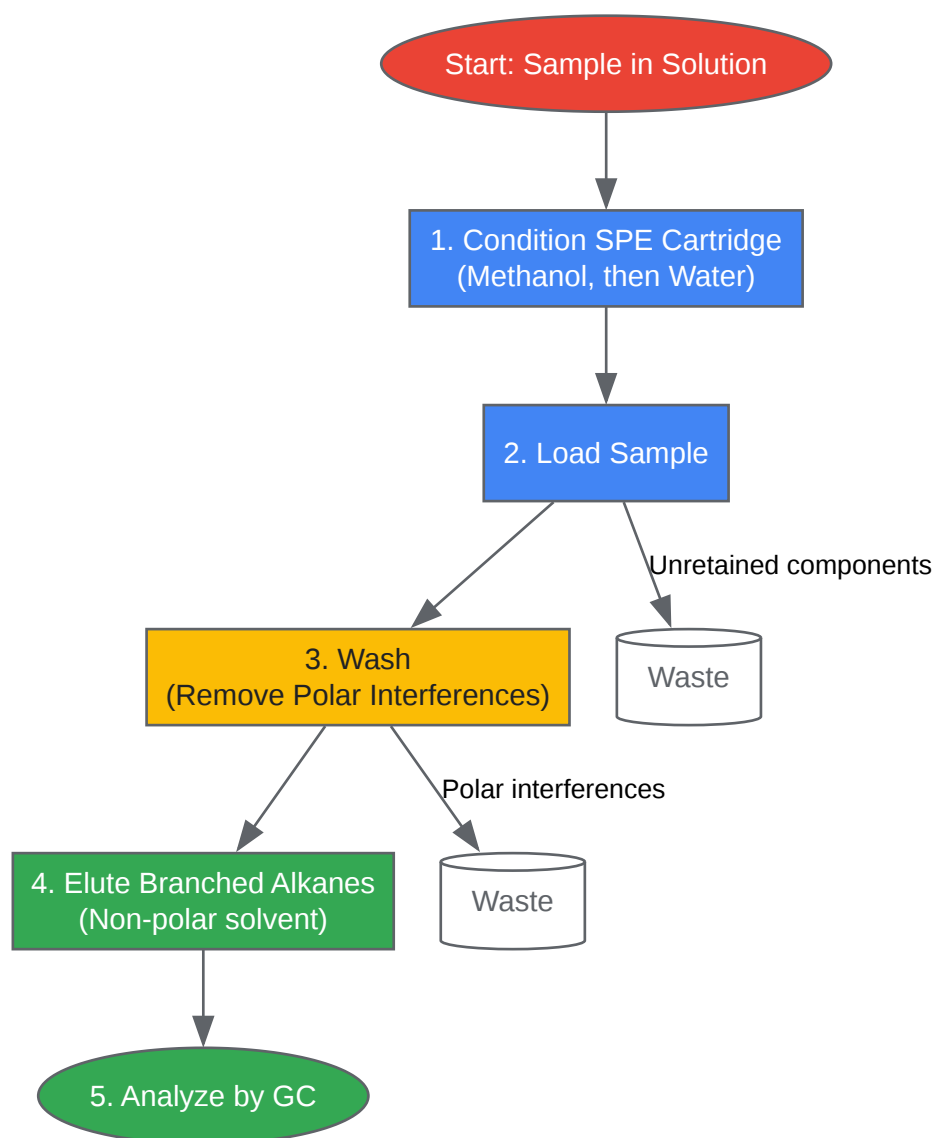 Start: Sample in Solution
1. Condition SPE Cartridge
(Methanol, then Water)
2. Load Sample
Unretained components
3. Wash
(Remove Polar Interferences)
Waste
Polar interferences
4. Elute Branched Alkanes
(Non-polar solvent)
Waste
5. Analyze by GC